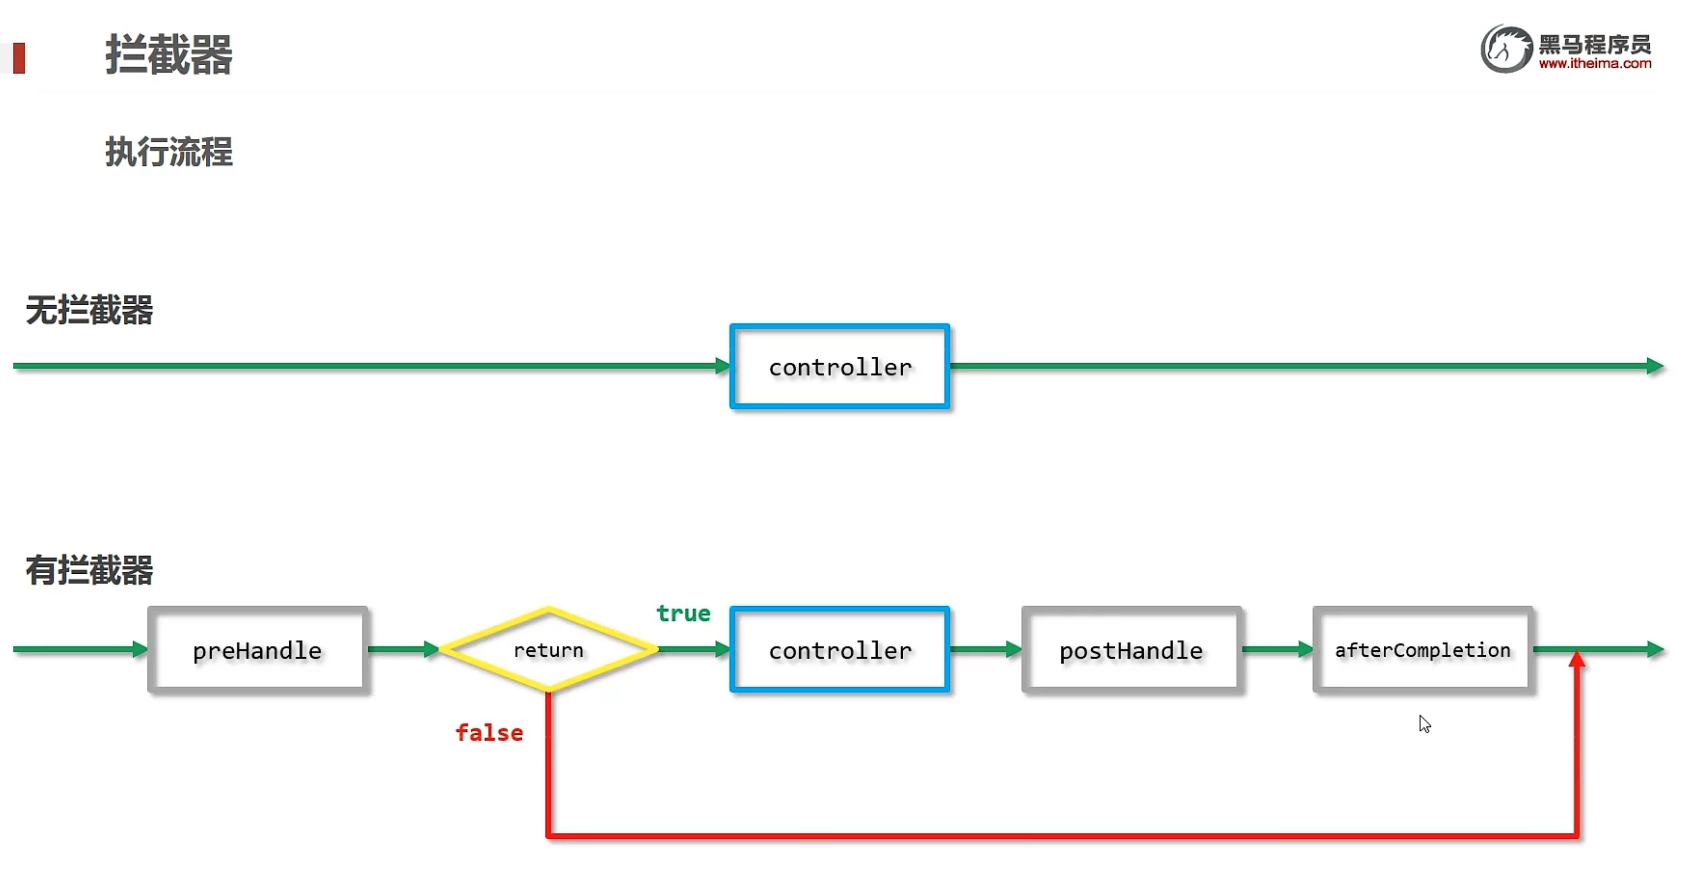 拦截器
黑马程序员
www.itheima.com
执行流程
无拦截器
controller
有拦截器
preHandle
return
true
false
controller
postHandle
afterCompletion